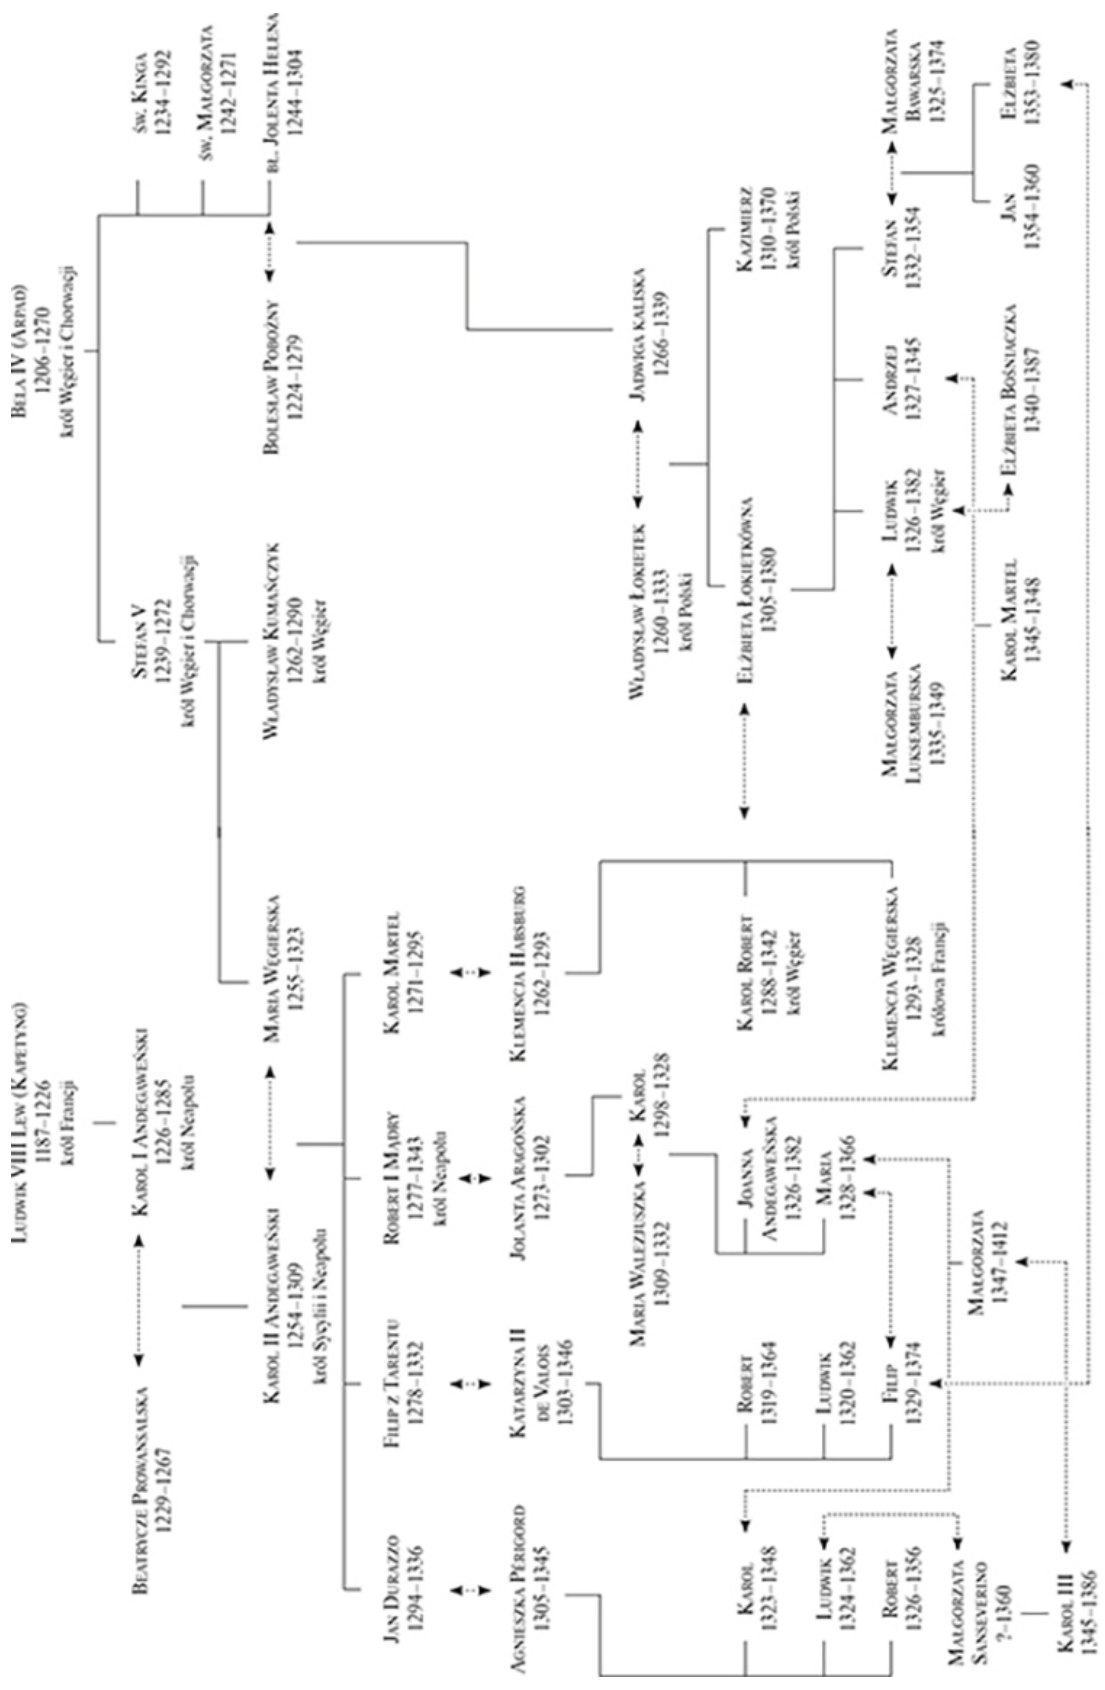 LUDWIK VIII LEW (KAPETYNG)
1187–1226
król Francji
BELA IV (ARPAD)
1206–1270
król Węgier i Chorwacji
BEATRYCZE PROWANSALSKA
1229–1267
KAROL I ANDEGAWEŃSKI
1226–1285
król Neapolu
STEFAN V
1239–1272
król Węgier i Chorwacji
ŚW. KINGA
1234–1292
ŚW. MAŁGORZATA
1242–1271
BŁ. JOLENTA HELENA
1244–1304
KAROL II ANDEGAWEŃSKI
1254–1309
król Sycylii i Neapolu
MARIA WĘGIERSKA
1255–1323
WŁADYSŁAW KUMAŃCZYK
1262–1290
król Węgier
BOLESŁAW POBOŻNY
1224–1279
JAN DURAZZO
1294–1336
FILIP Z TARENTU
1278–1332
ROBERT I MĄDRY
1277–1343
król Neapolu
KAROL MARTEL
1271–1295
AGNIESZKA PÉRIGORD
1305–1345
KATARZYNA II
DE VALOIS
1303–1346
JOLANTA ARAGOŃSKA
1273–1302
KLEMENCJA HABSBURG
1262–1293
MARIA WALEZJUSZKA
1309–1332
KAROL
1298–1328
WŁADYSŁAW ŁOKIETEK
1260–1333
król Polski
JADWIGA KALISKA
1266–1339
KAROL
1323–1348
ROBERT
1319–1364
JOANNA
ANDEGAWEŃSKA
1326–1382
KAROL ROBERT
1288–1342
król Węgier
ELŻBIETA ŁOKIETKÓWNA
1305–1380
KAZIMIERZ
1310–1370
król Polski
LUDWIK
1324–1362
LUDWIK
1320–1362
MARIA
1328–1366
ROBERT
1326–1356
FILIP
1329–1374
KLEMENCJA WĘGIERSKA
1293–1328
królowa Francji
MAŁGORZATA
LUKSEMBURSKA
1335–1349
LUDWIK
1326–1382
król Węgier
ANDRZEJ
1327–1345
STEFAN
1332–1354
MAŁGORZATA
BAWARSKA
1325–1374
MAŁGORZATA
SANSEVERINO
?–1360
MAŁGORZATA
1347–1412
KAROL MARTEL
1345–1348
ELŻBIETA BOŚNIACZKA
1340–1387
JAN
1354–1360
ELŻBIETA
1353–1380
KAROL III
1345–1386